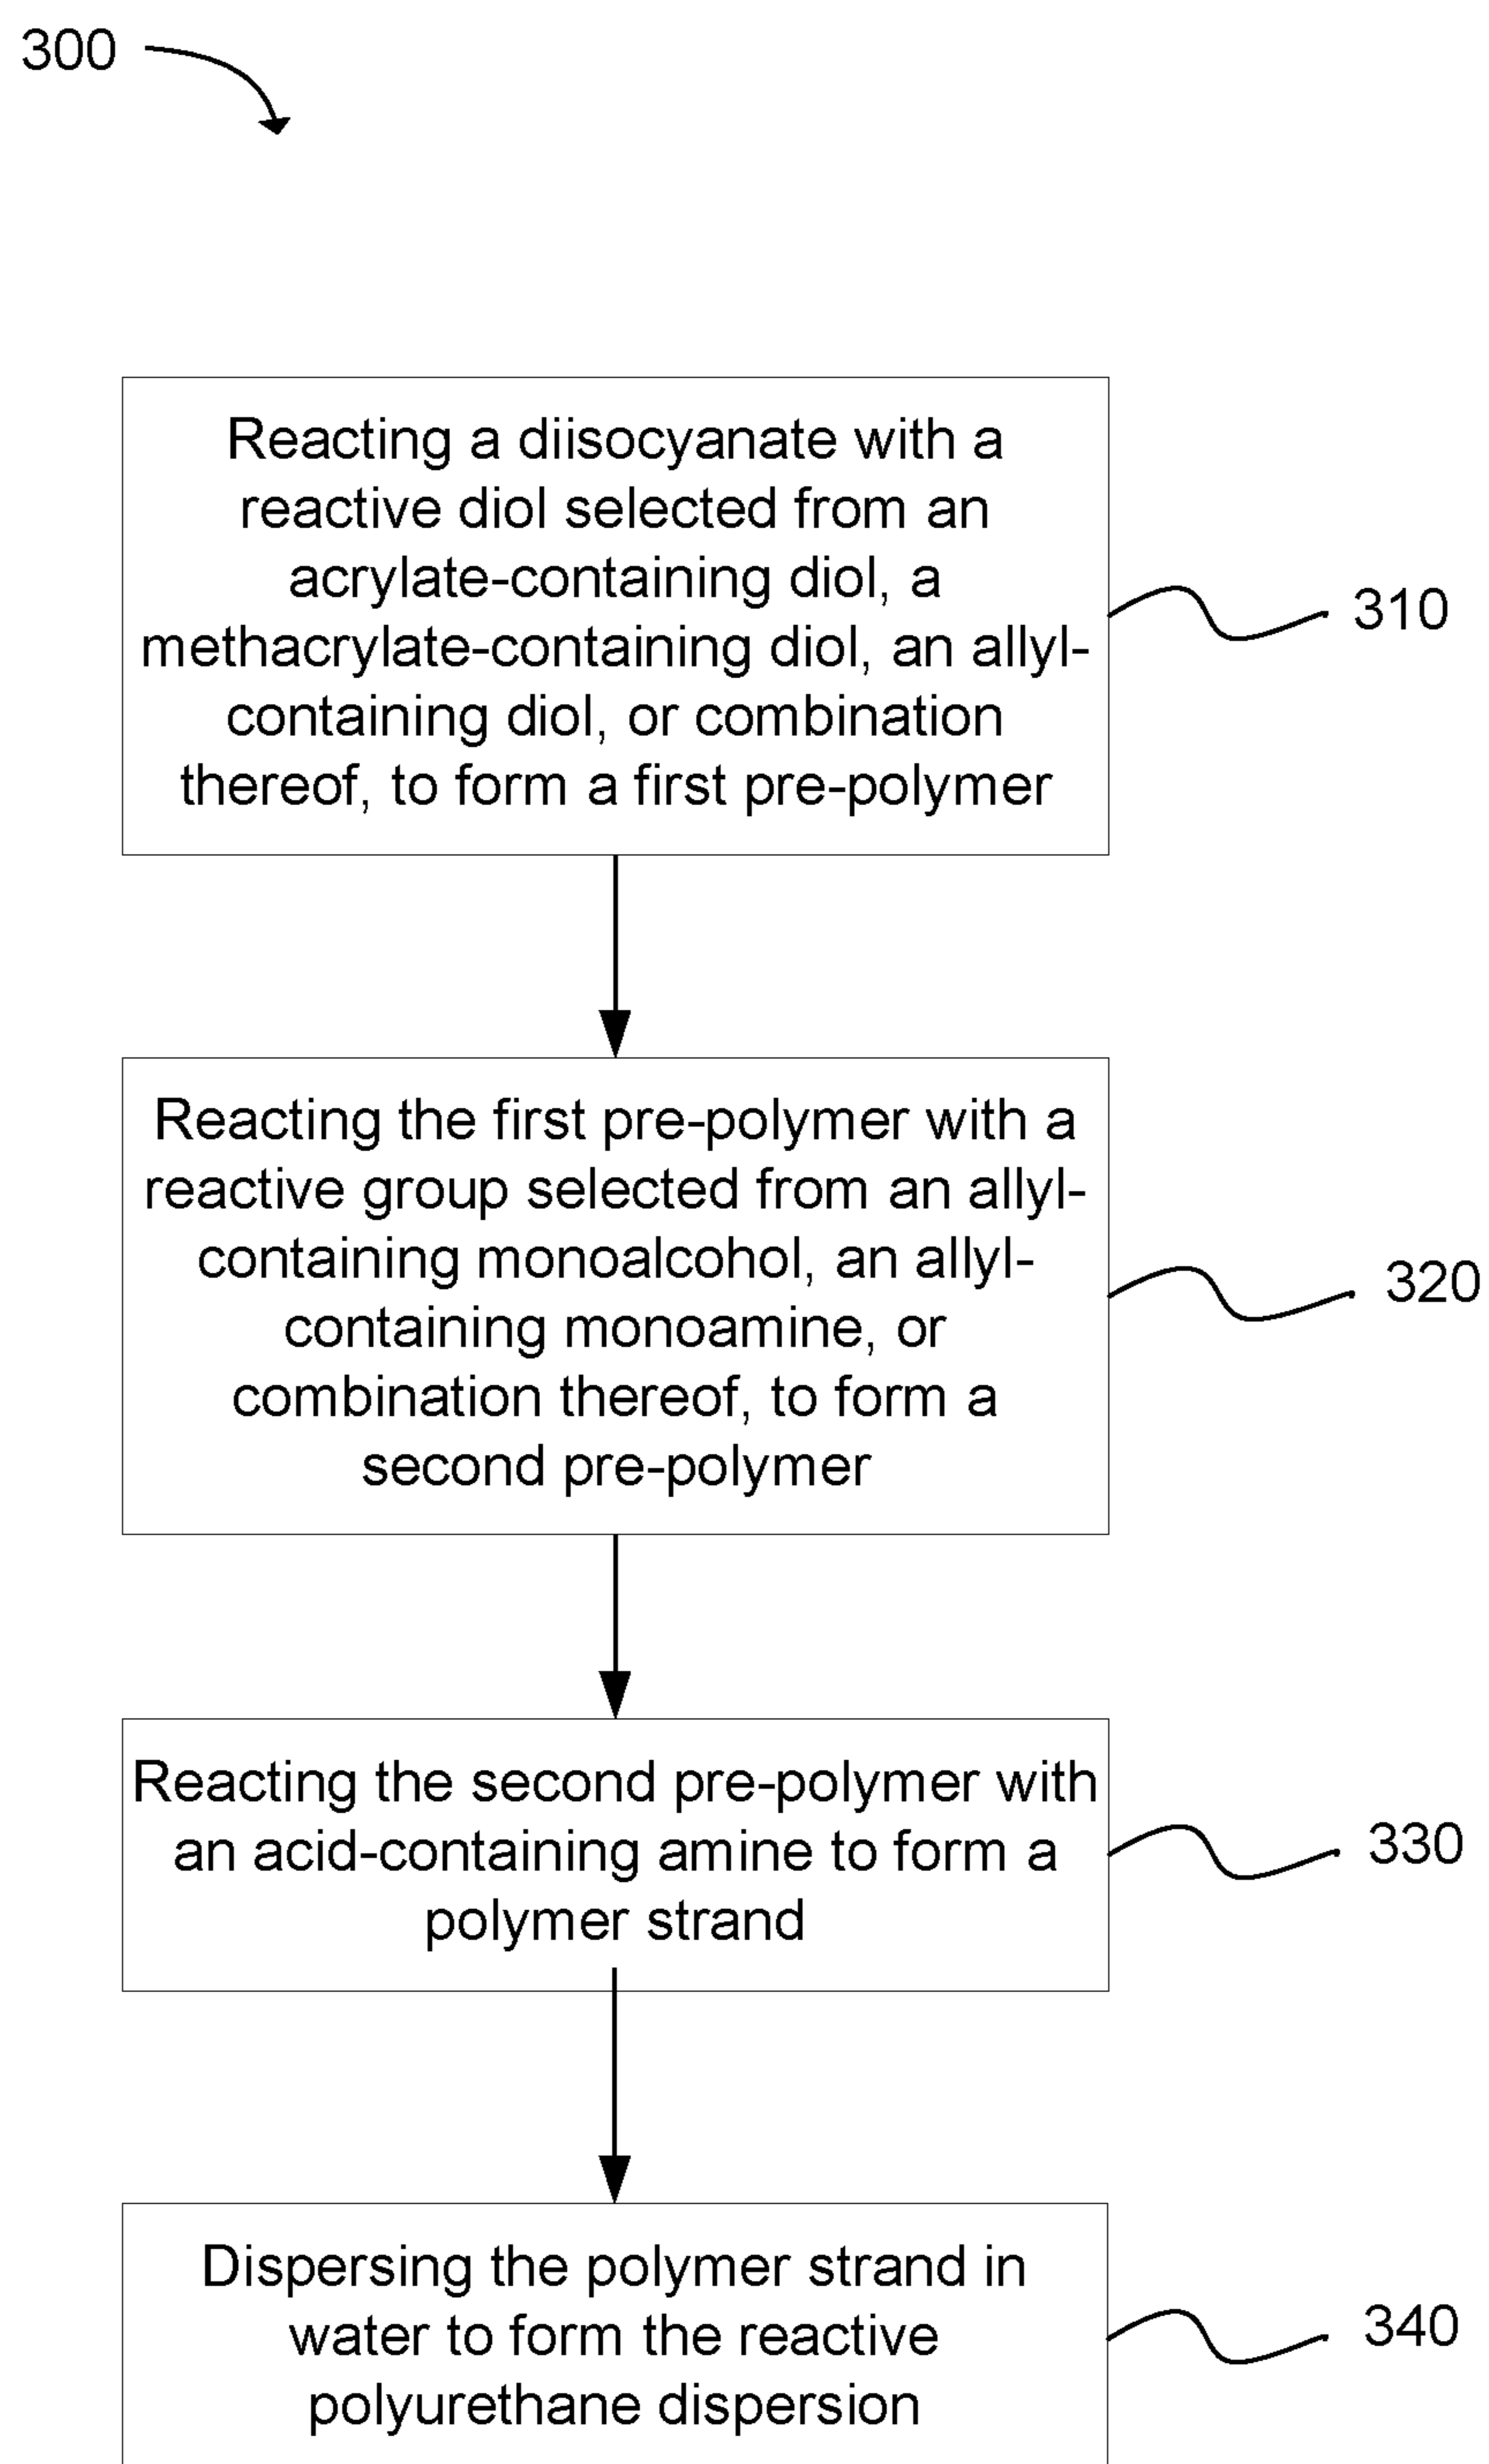 300
Reacting a diisocyanate with a
reactive diol selected from an
acrylate-containing diol, a
methacrylate-containing diol, an allyl-
containing diol, or combination
thereof, to form a first pre-polymer
310
Reacting the first pre-polymer with a
reactive group selected from an allyl-
containing monoalcohol, an allyl-
containing monoamine, or
combination thereof, to form a
second pre-polymer
320
Reacting the second pre-polymer with
an acid-containing amine to form a
polymer strand
330
Dispersing the polymer strand in
water to form the reactive
polyurethane dispersion
340